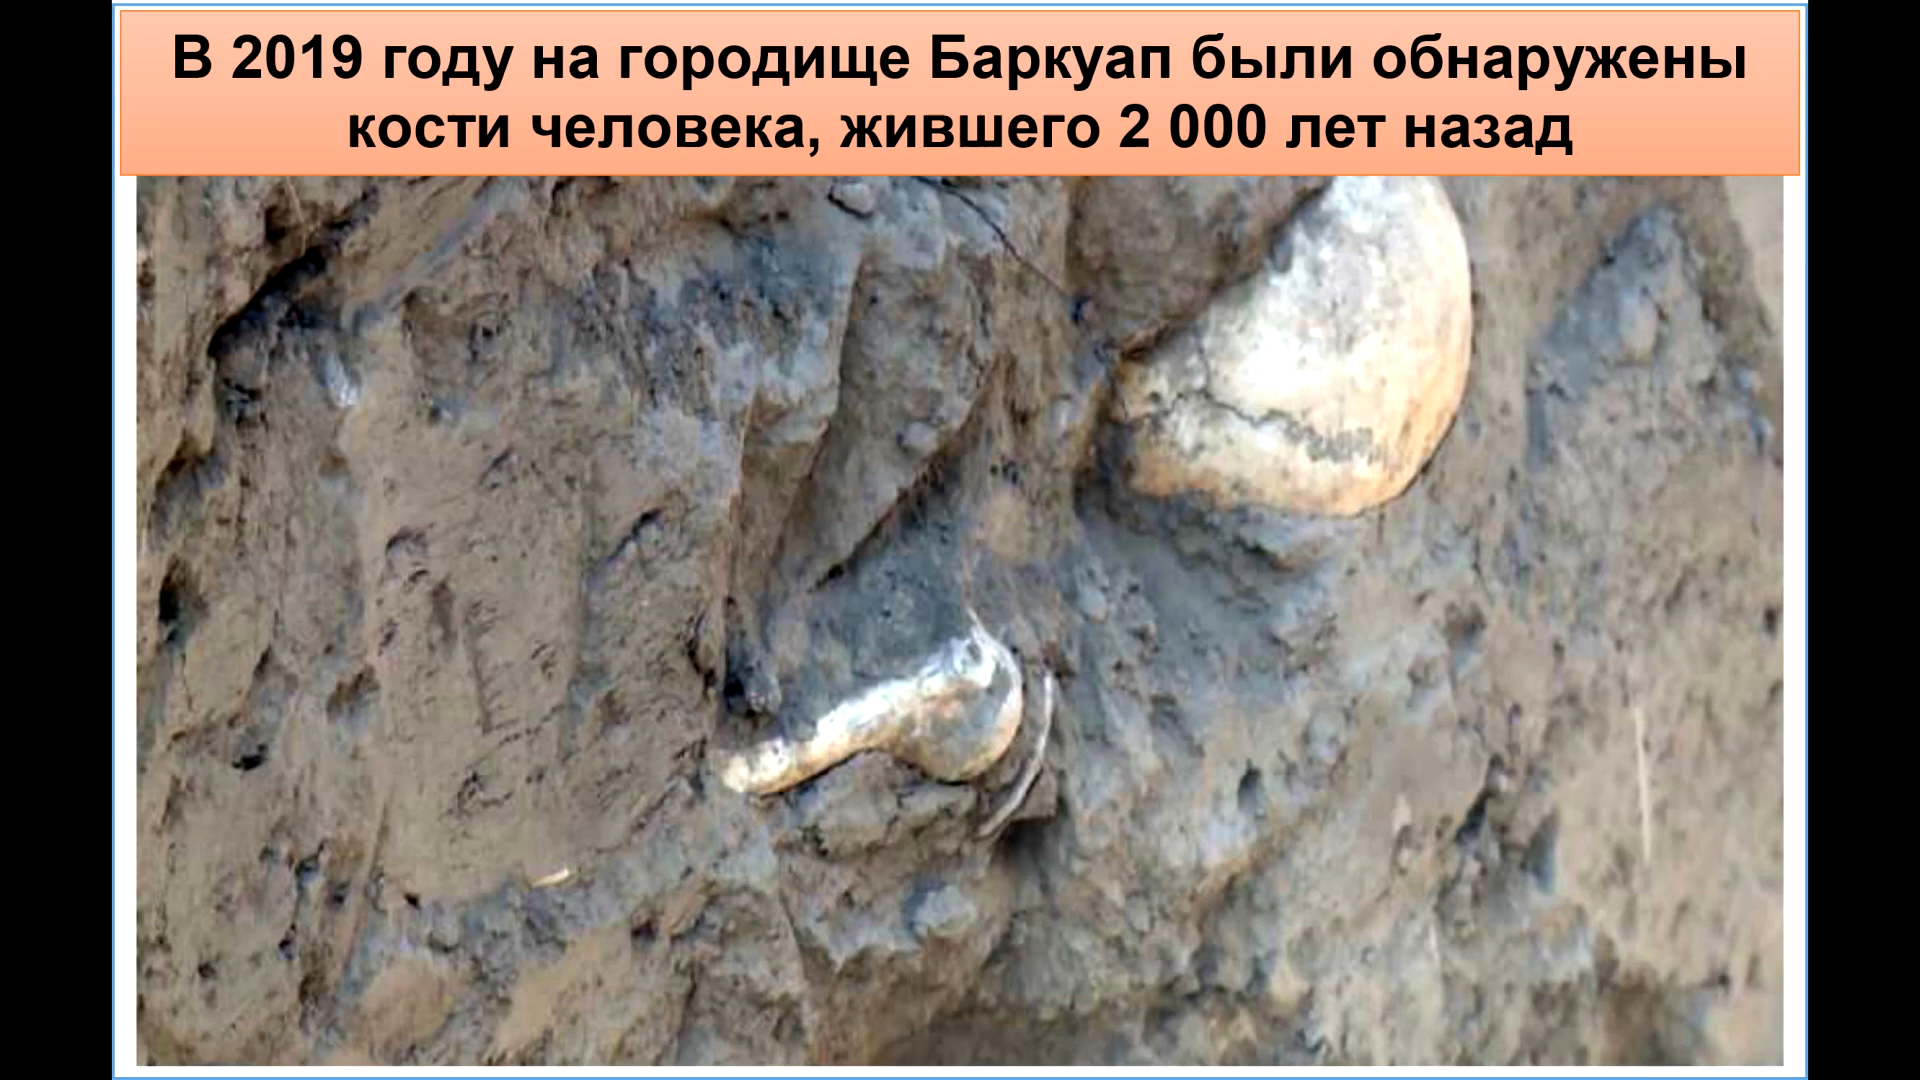 В 2019 году на городище Баркуап были обнаружены
кости человека, жившего 2 000 лет назад